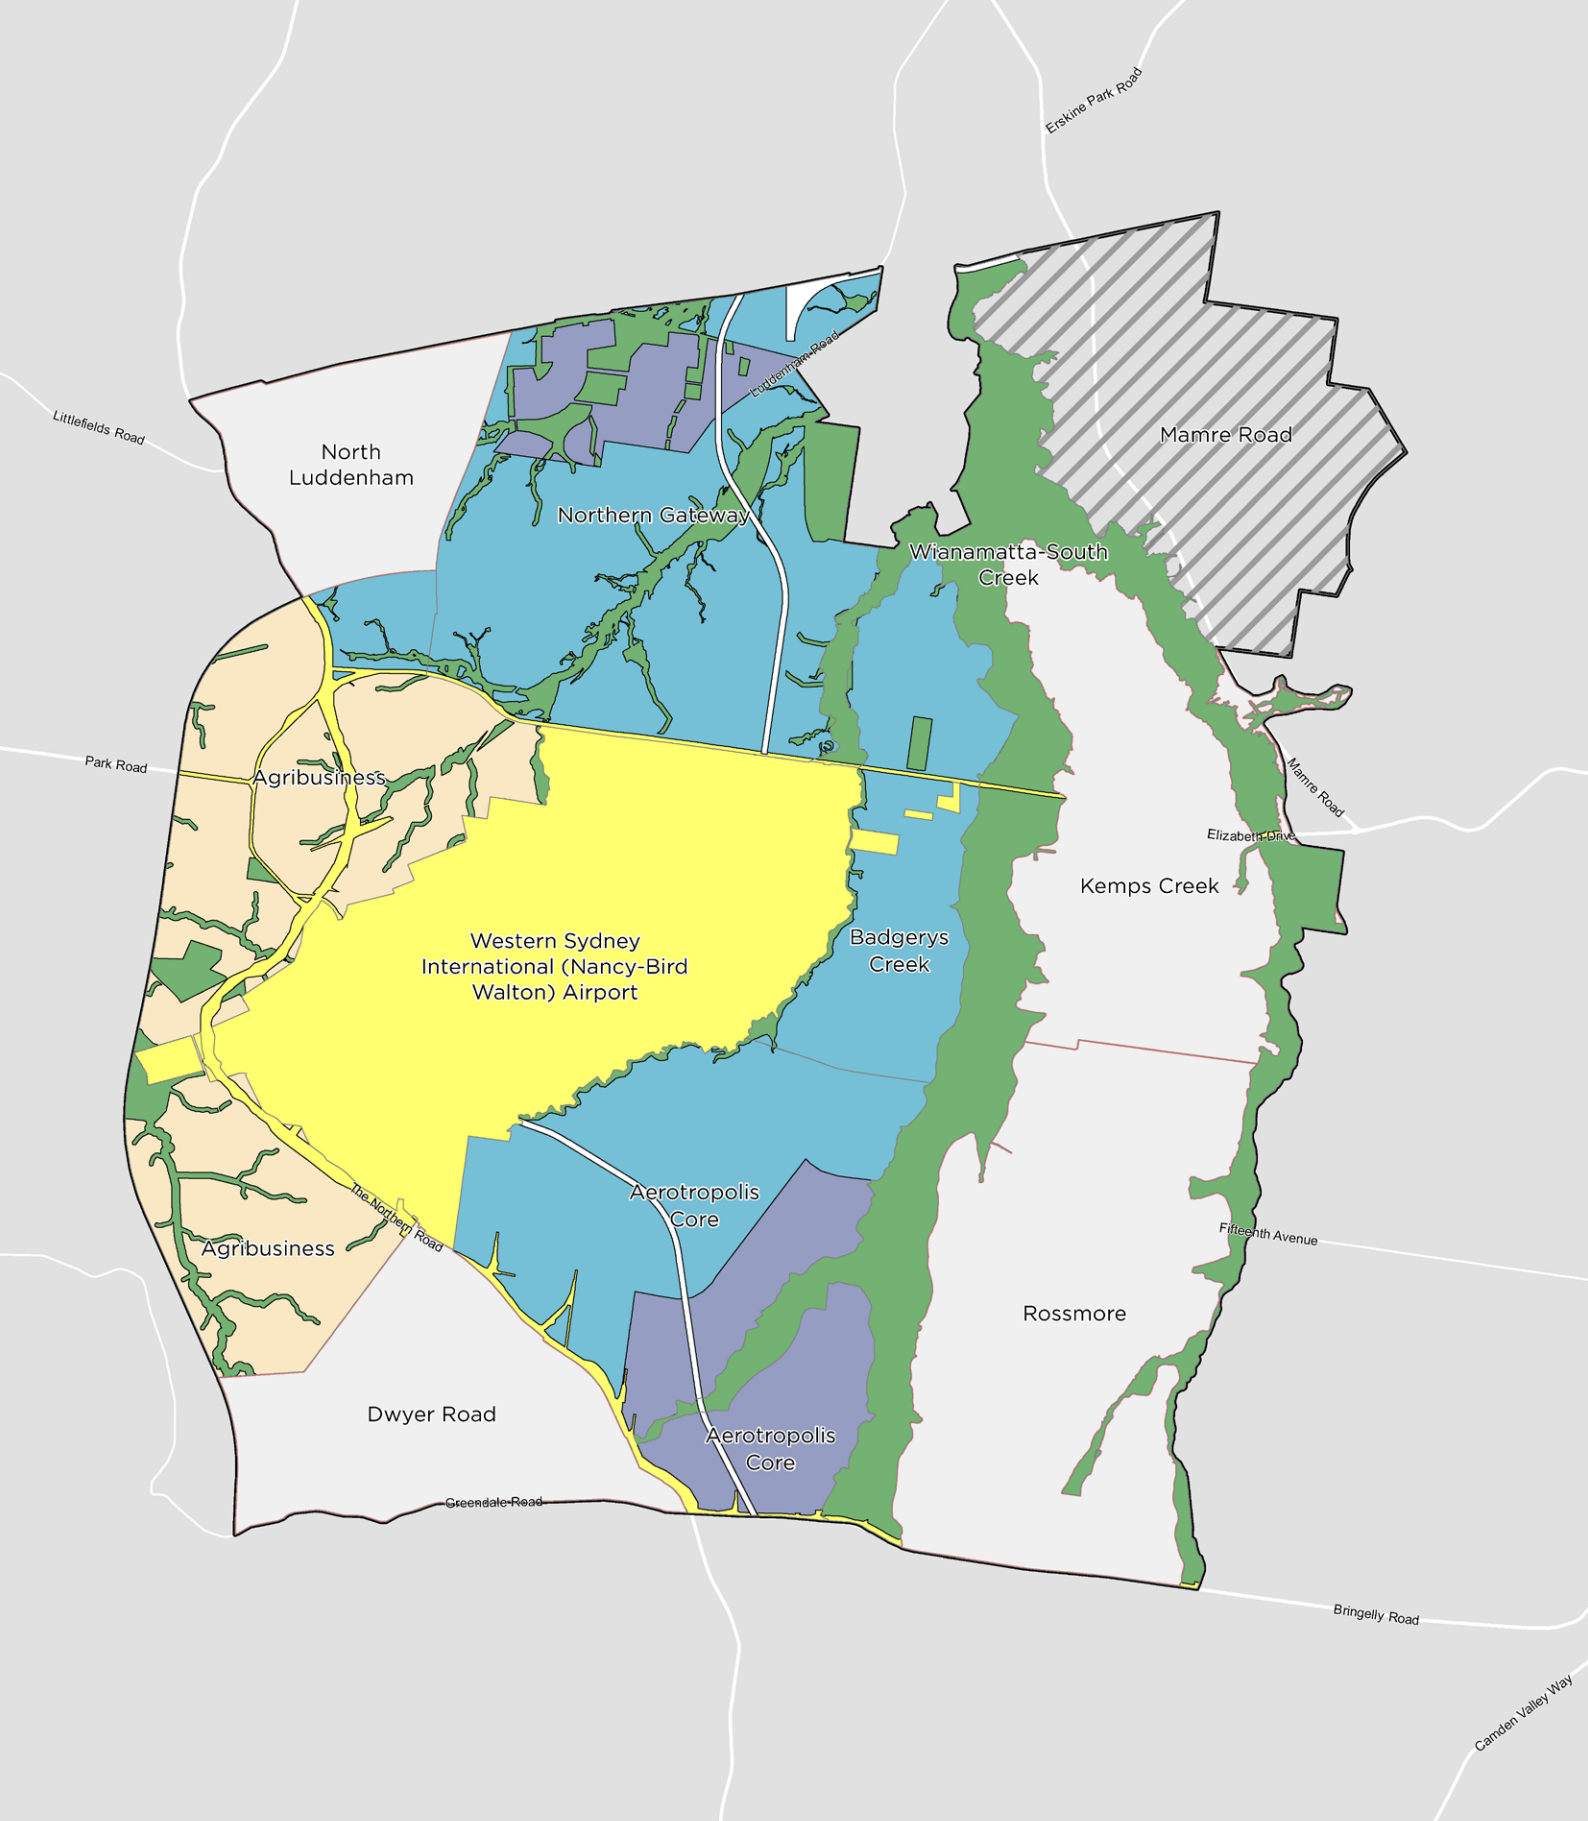 Erskine Park Road
Luddenham Road
Littlefields Road
Mamre Road
North
Luddenham
Northern Gateway
Wianamatta-South
Creek
Park Road
Agribusiness
Mamre Road
Elizabeth Drive
Kemps Creek
Western Sydney
International (Nancy-Bird
Walton) Airport
Badgerys
Creek
Aerotropolis
Core
The Northern Road
Agribusiness
Fifteenth Avenue
Rossmore
Dwyer Road
Aerotropolis
Core
Greendale Road
Bringelly Road
Camden Valley Way